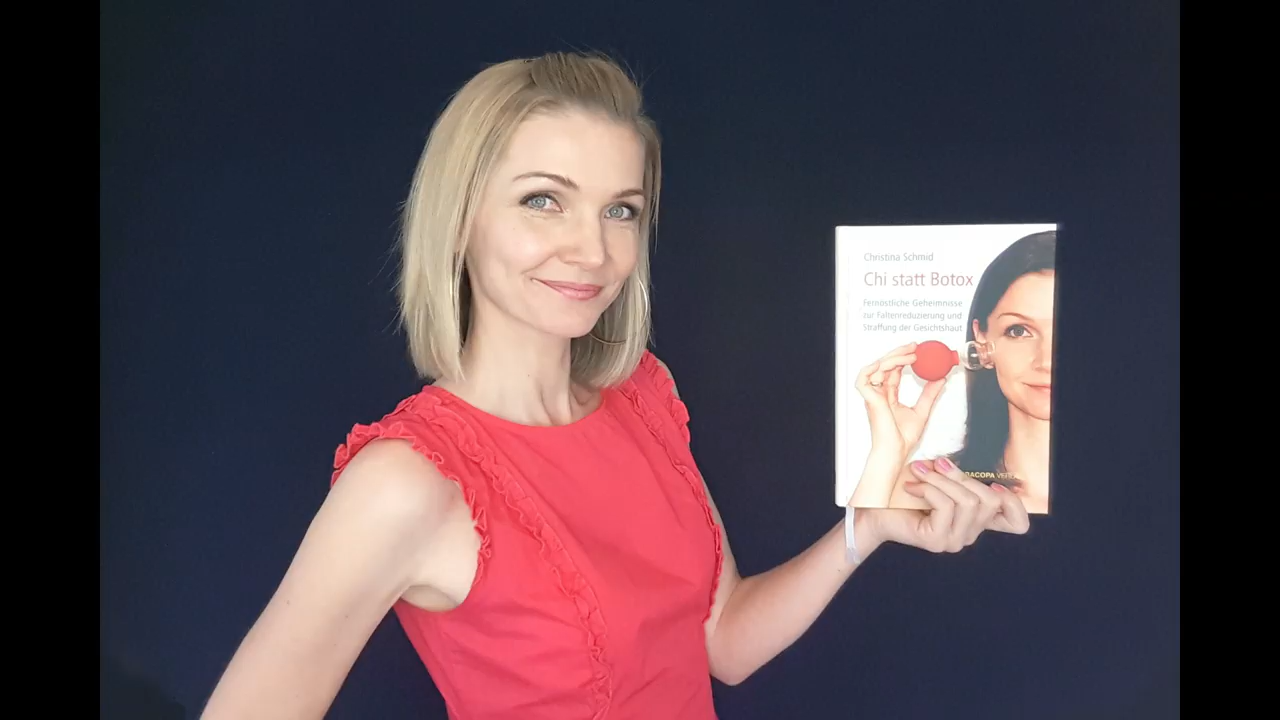 Christina Schmid
Chi statt Botox
Fernöstliche Geheimnisse
zur Faltenreduzierung und
Straffung der Gesichtshaut